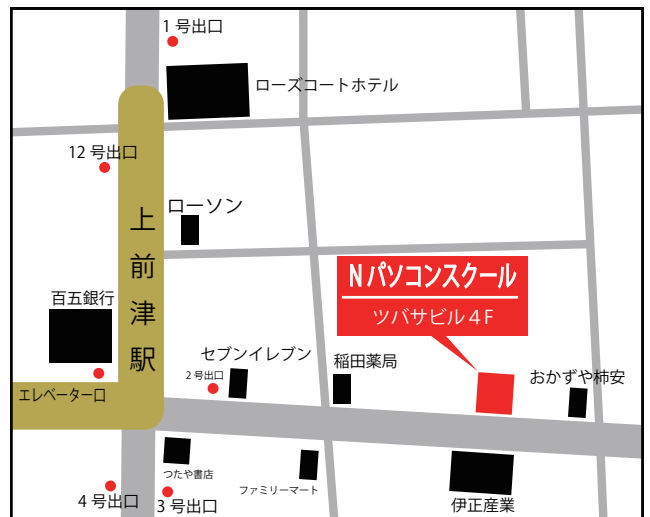 1号出口
ローズコートホテル
12号出口
ローソン
上前津駅
Nパソコンスクール
ツバサビル4F
百五銀行
セブンイレブン
稲田薬局
2号出口
おかずや柿安
エレベーター口
つたや書店
ファミリーマート
4号出口
3号出口
伊正産業